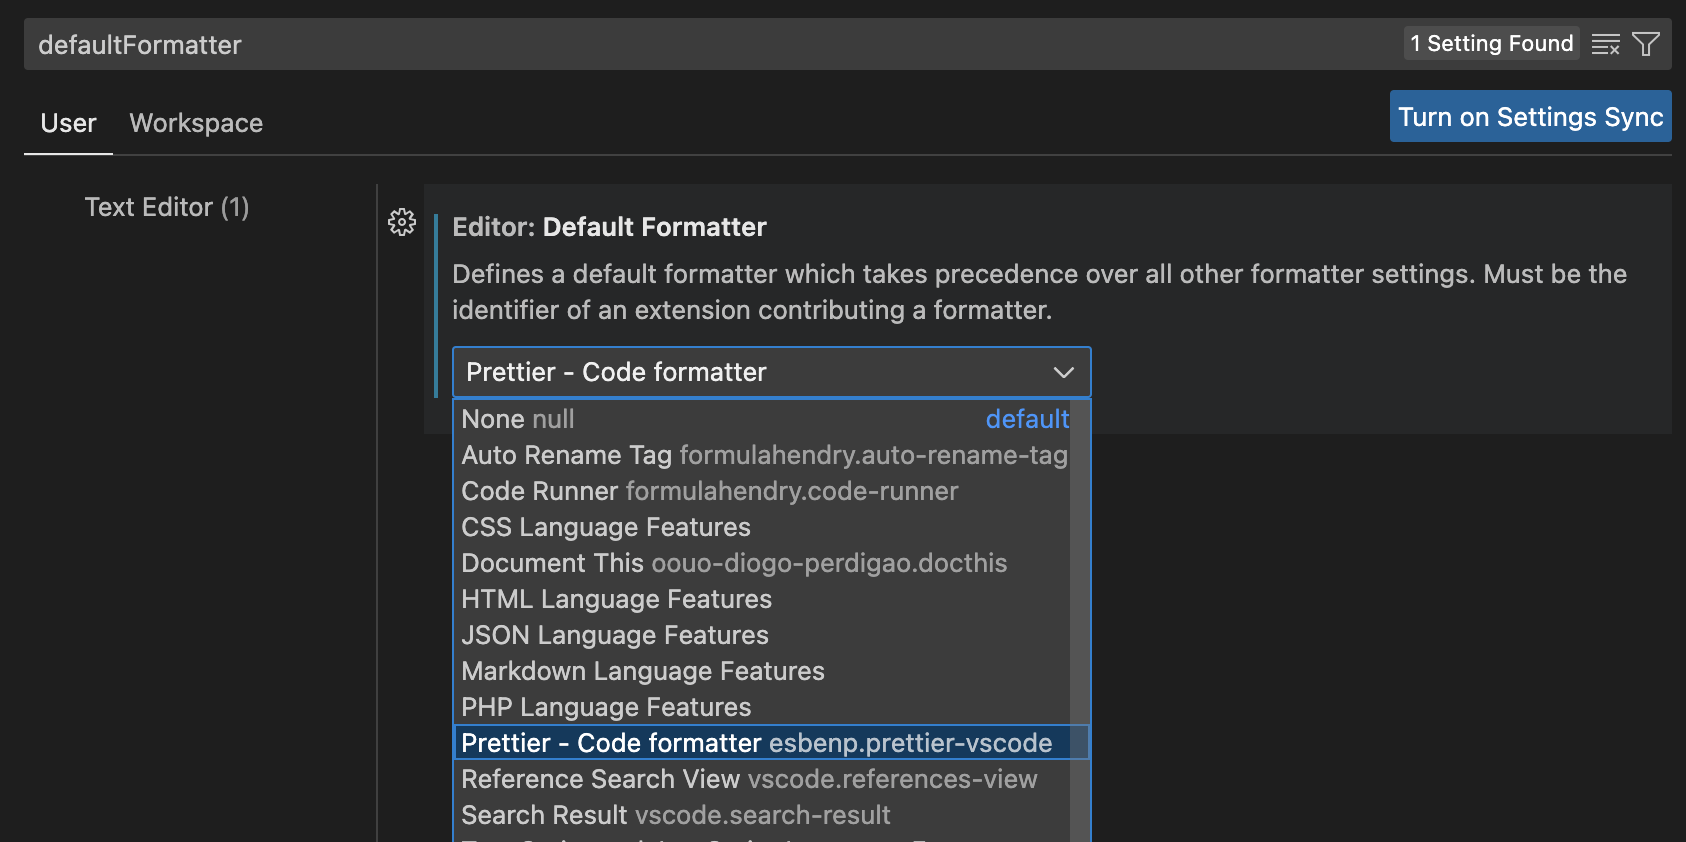 defaultFormatter
1 Setting Found
User
Workspace
Turn on Settings Sync
Text Editor (1)
Editor: Default Formatter
Defines a default formatter which takes precedence over all other formatter settings. Must be the
identifier of an extension contributing a formatter.
Prettier - Code formatter
None null default
Auto Rename Tag formulahendry.auto-rename-tag
Code Runner formulahendry.code-runner
CSS Language Features
Document This oouo-diogo-perdigao.docthis
HTML Language Features
JSON Language Features
Markdown Language Features
PHP Language Features
Prettier - Code formatter esbenp.prettier-vscode
Reference Search View vscode.references-view
Search Result vscode.search-result